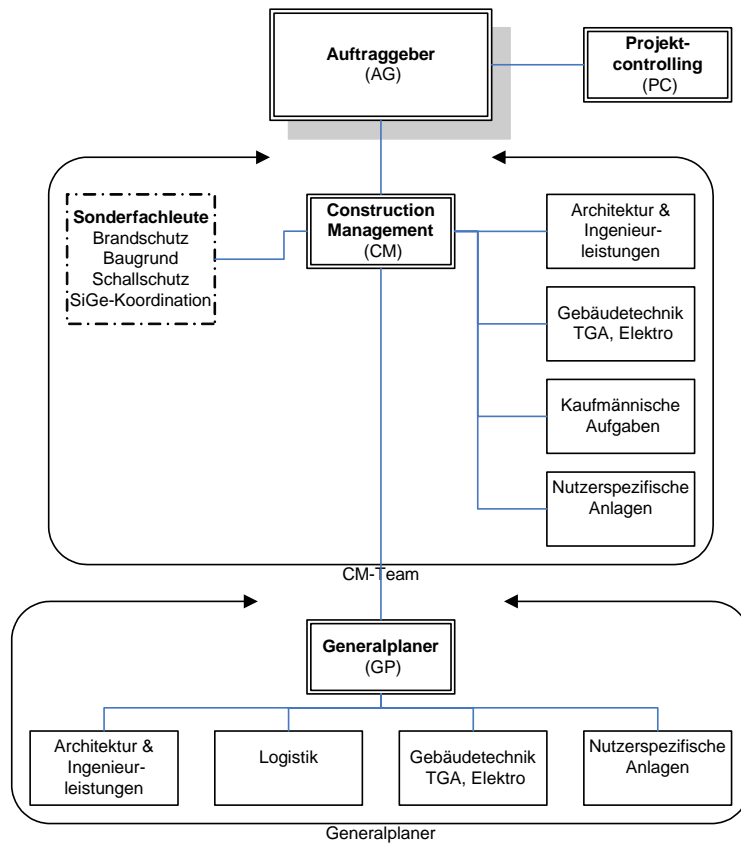 Auftraggeber
(AG)
Projekt-
controlling
(PC)
Sonderfachleute
Brandschutz
Baugrund
Schallschutz
SiGe-Koordination
Construction
Management
(CM)
Architektur &
Ingenieur-
leistungen
Gebäudetechnik
TGA, Elektro
Kaufmännische
Aufgaben
Nutzerspezifische
Anlagen
CM-Team
Generalplaner
(GP)
Architektur &
Ingenieur-
leistungen
Logistik
Gebäudetechnik
TGA, Elektro
Nutzerspezifische
Anlagen
Generalplaner